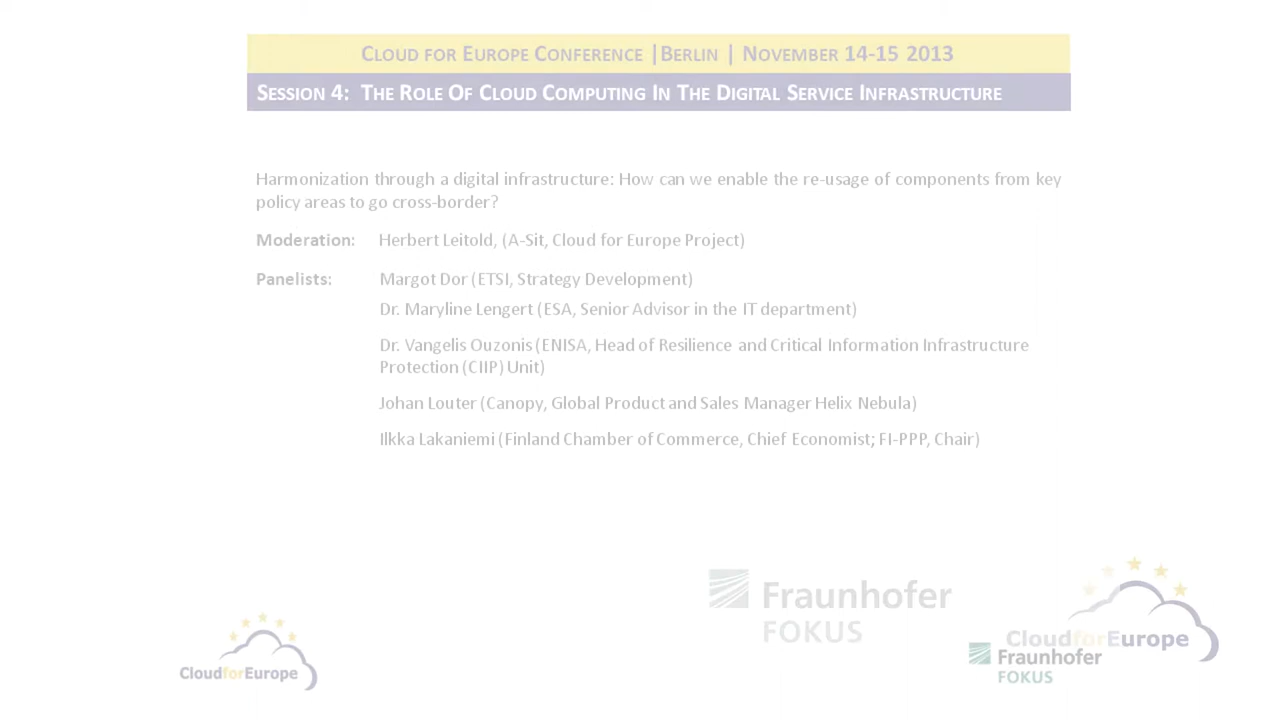 CLOUD FOR EUROPE CONFERENCE | BERLIN | NOVEMBER 14-15 2013
SESSION 4: THE ROLE OF CLOUD COMPUTING IN THE DIGITAL SERVICE INFRASTRUCTURE
Harmonization through a digital infrastructure: How can we enable the re-usage of components from key
policy areas to go cross-border?
Moderation: Herbert Leitold, (A-Sit, Cloud for Europe Project)
Panelists: Margot Dor (ETSI, Strategy Development)
Dr. Maryline Lengert (ESA, Senior Advisor in the IT department)
Dr. Vangelis Ouzonis (ENISA, Head of Resilience and Critical Information Infrastructure
Protection (CIIP) Unit)
Johan Louter (Canopy, Global Product and Sales Manager Helix Nebula)
Ilkka Lakaniemi (Finland Chamber of Commerce, Chief Economist; FI-PPP, Chair)
Fraunhofer
FOKUS
CloudforEurope
CloudforEurope
Fraunhofer
FOKUS